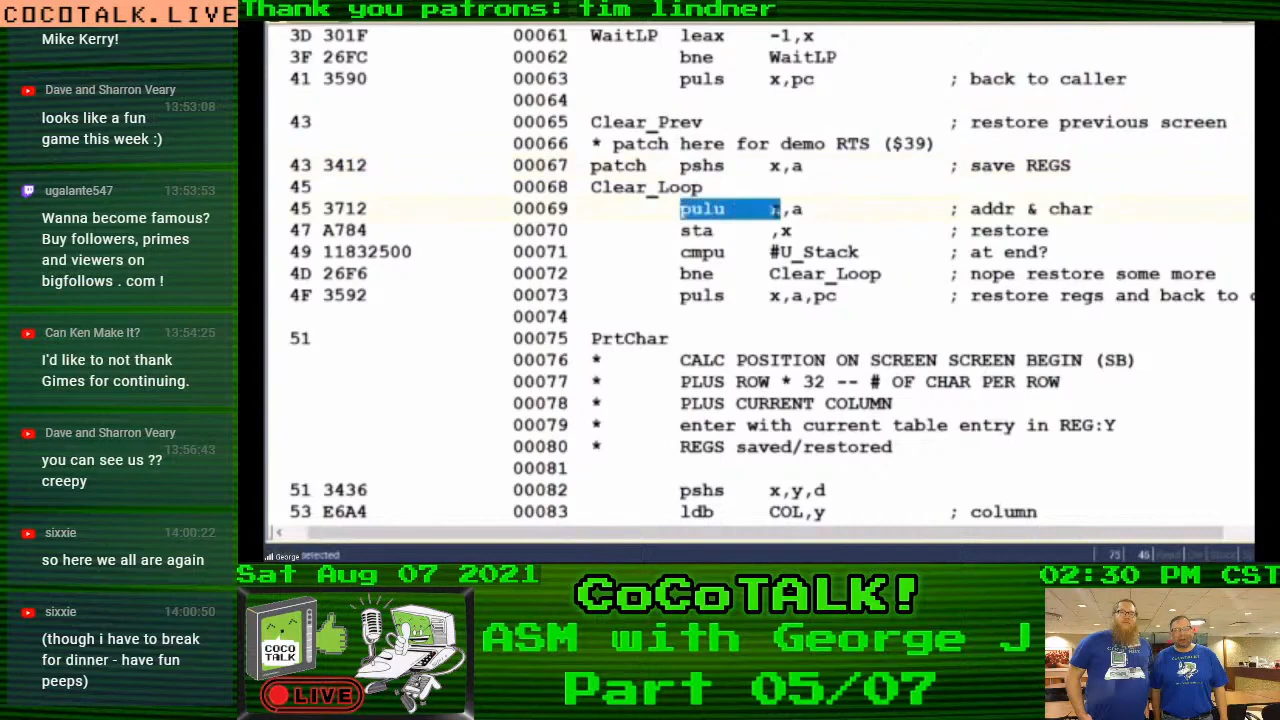 COCOTALK.LIVE
Thank you patrons: tim lindner
Mike Kerry!
Dave and Sharron Veary
13:53:08
looks like a fun
game this week :)
ugalante547
13:53:53
Wanna become famous?
Buy followers, primes
and viewers on
bigfollows . com !
Can Ken Make It?
13:54:25
I'd like to not thank
Gimes for continuing.
Dave and Sharron Veary
13:56:43
you can see us ??
creepy
sixxie
14:00:22
so here we all are again
sixxie
14:00:50
(though i have to break
for dinner - have fun
peeps)
3D 301F 00061 WaitLP leax -1,x
3F 26FC 00062 bne WaitLP
41 3590 00063 puls x,pc ; back to caller
00064
43 00065 Clear_Prev ; restore previous screen
00066 * patch here for demo RTS ($39)
43 3412 00067 patch pshs x,a ; save REGS
45 00068 Clear_Loop
45 3712 00069 pulu x,a ; addr & char
47 A784 00070 sta ,x ; restore
49 11832500 00071 cmpu #U_Stack ; at end?
4D 26F6 00072 bne Clear_Loop ; nope restore some more
4F 3592 00073 puls x,a,pc ; restore regs and back to
00074
51 00075 PrtChar
00076 * CALC POSITION ON SCREEN SCREEN BEGIN (SB)
00077 * PLUS ROW * 32 -- # OF CHAR PER ROW
00078 * PLUS CURRENT COLUMN
00079 * enter with current table entry in REG:Y
00080 * REGS saved/restored
00081
51 3436 00082 pshs x,y,d
53 E6A4 00083 ldb COL,y ; column
George selected
Sat Aug 07 2021
CoCoTALK!
02:30 PM CST
COCO
TALK
LIVE
ASM with George J
Part 05/07